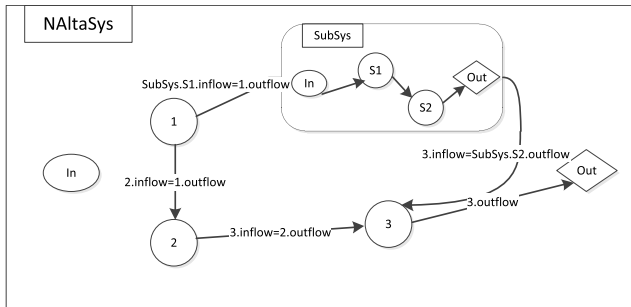 NAltaSys
SubSys
SubSys.S1.inflow=1.outflow
In
S1
S2
Out
1
3.inflow=SubSys.S2.outflow
In
2.inflow=1.outflow
Out
3.outflow
2
3.inflow=2.outflow
3